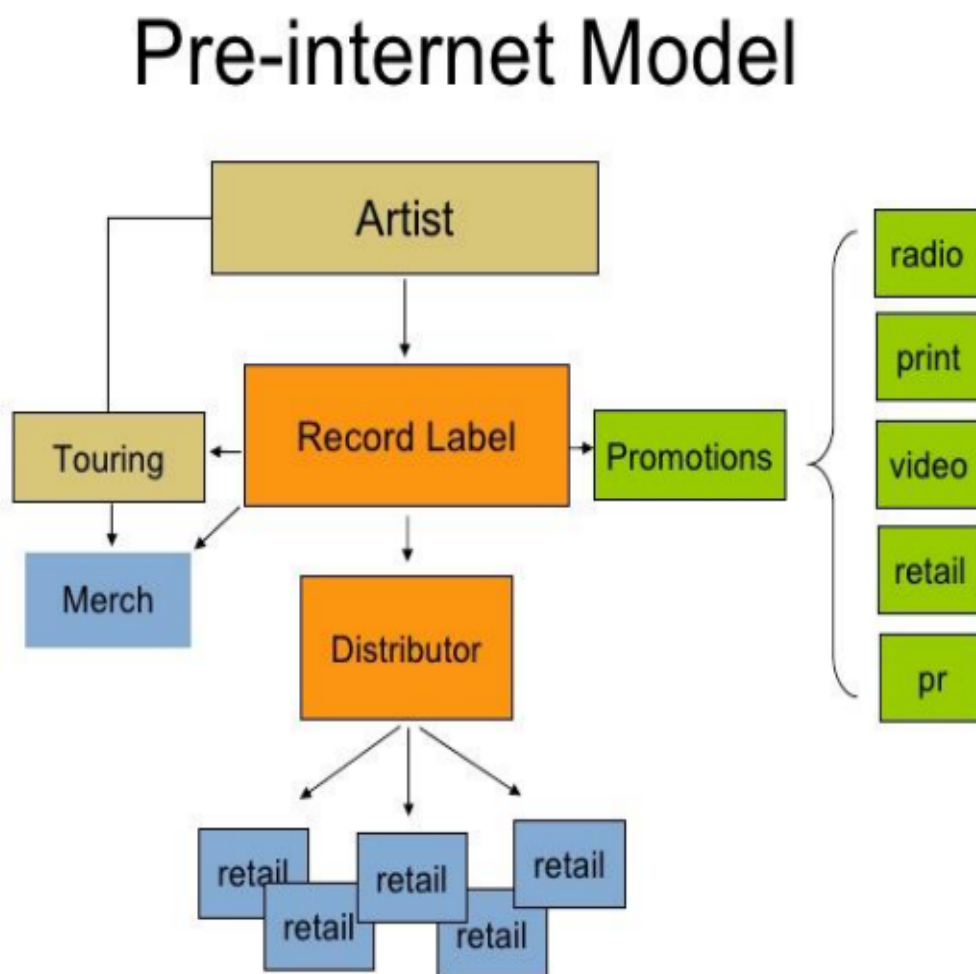 Pre-internet Model
Artist
radio
print
Record Label
Touring
Promotions
video
Merch
retail
Distributor
pr
retail
retail
retail
retail
retail